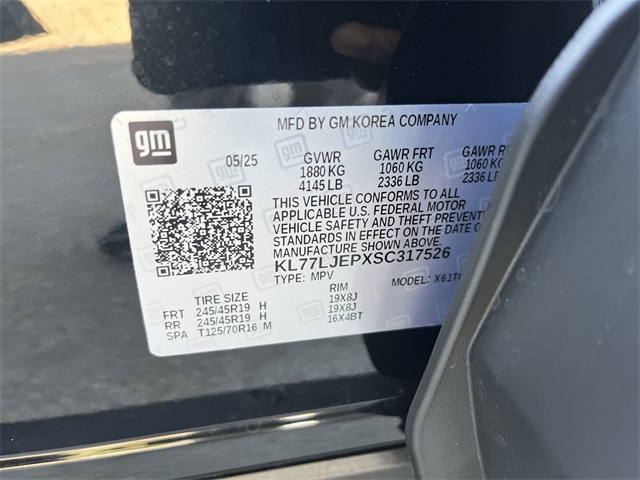 gm
MFD BY GM KOREA COMPANY
05/25 GVWR GAWR FRT GAWR
1880 KG 1060 KG 1060 KG
4145 LB 2336 LB 2336 LB
THIS VEHICLE CONFORMS TO ALL
APPLICABLE U.S. FEDERAL MOTOR
VEHICLE SAFETY AND THEFT
STANDARDS IN EFFECT ON THE DATE OF
MANUFACTURE SHOWN ABOVE.
KL77LJEPXSC317526
TYPE: MPV MODEL:
TIRE SIZE RIM
FRT 245/45R19 H 19X8J
RR 245/45R19 H 19X8J
SPA T125/70R16 M 16X4BT